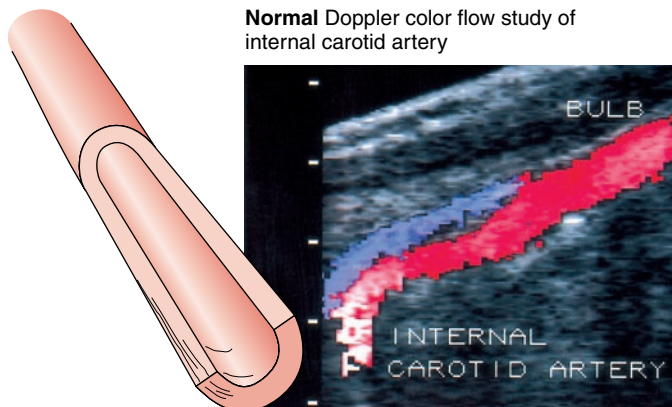 Normal Doppler color flow study of
internal carotid artery
BULB
INTERNAL
CAROTID ARTERY